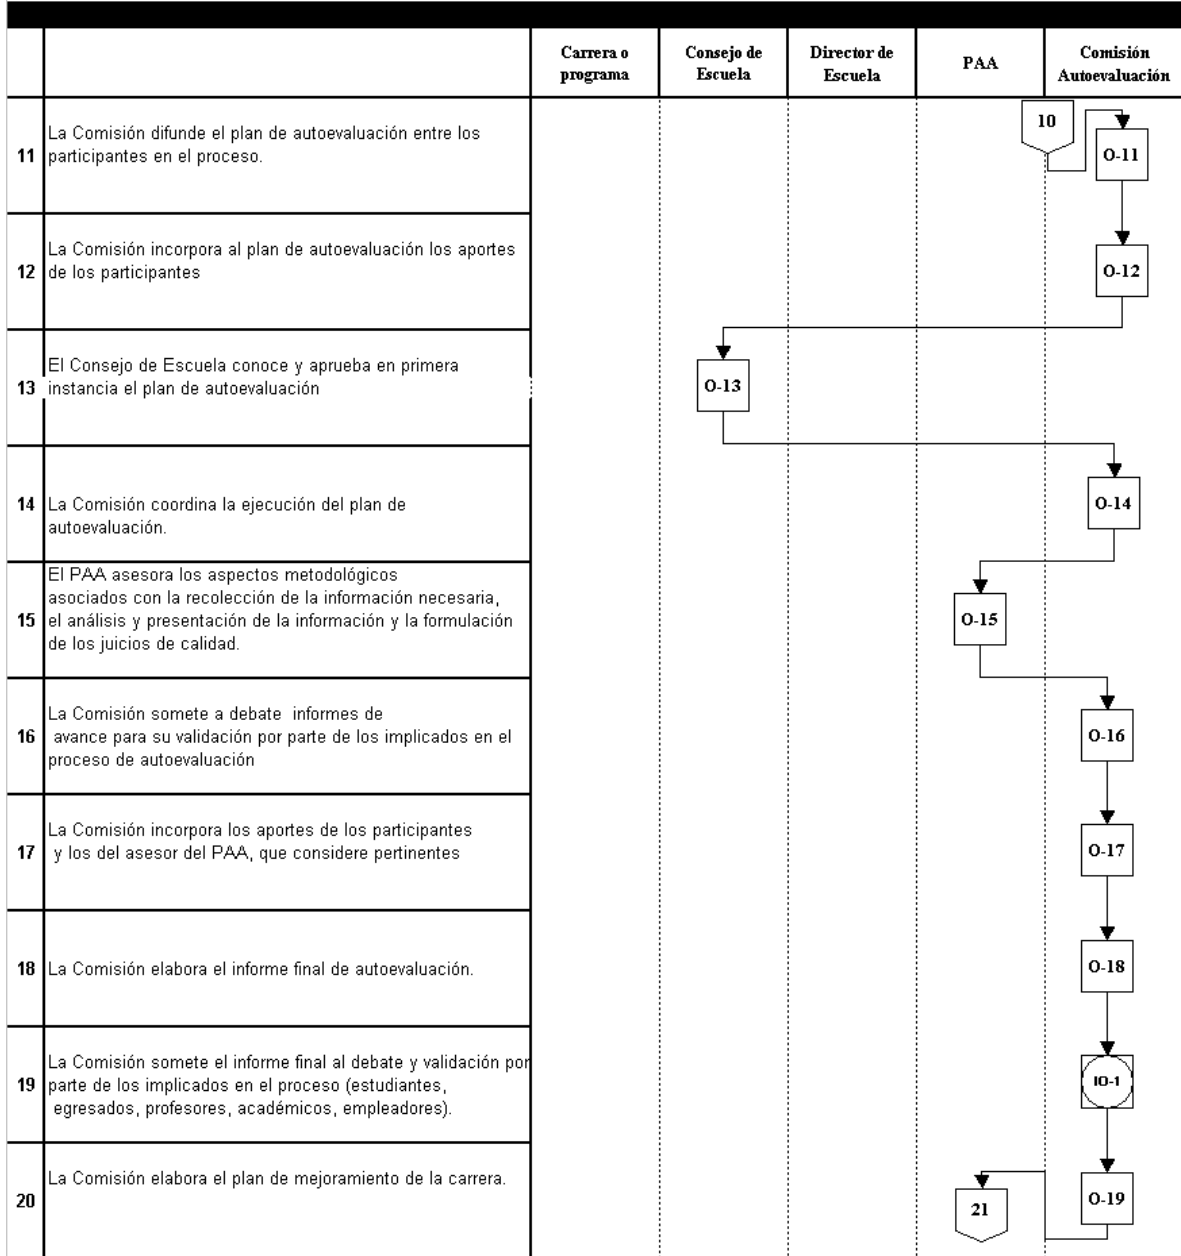 Carrera o
programa
Consejo de
Escuela
Director de
Escuela
PAA
Comisión
Autoevaluación
11
La Comisión difunde el plan de autoevaluación entre los
participantes en el proceso.
10
O-11
12
La Comisión incorpora al plan de autoevaluación los aportes
de los participantes
O-12
13
El Consejo de Escuela conoce y aprueba en primera
instancia el plan de autoevaluación
O-13
14
La Comisión coordina la ejecución del plan de
autoevaluación.
O-14
15
El PAA asesora los aspectos metodológicos
asociados con la recolección de la información necesaria,
el análisis y presentación de la información y la formulación
de los juicios de calidad.
O-15
16
La Comisión somete a debate informes de
avance para su validación por parte de los implicados en el
proceso de autoevaluación
O-16
17
La Comisión incorpora los aportes de los participantes
y los del asesor del PAA, que considere pertinentes
O-17
18
La Comisión elabora el informe final de autoevaluación.
O-18
19
La Comisión somete el informe final al debate y validación por
parte de los implicados en el proceso (estudiantes,
egresados, profesores, académicos, empleadores).
IO-1
20
La Comisión elabora el plan de mejoramiento de la carrera.
21
O-19